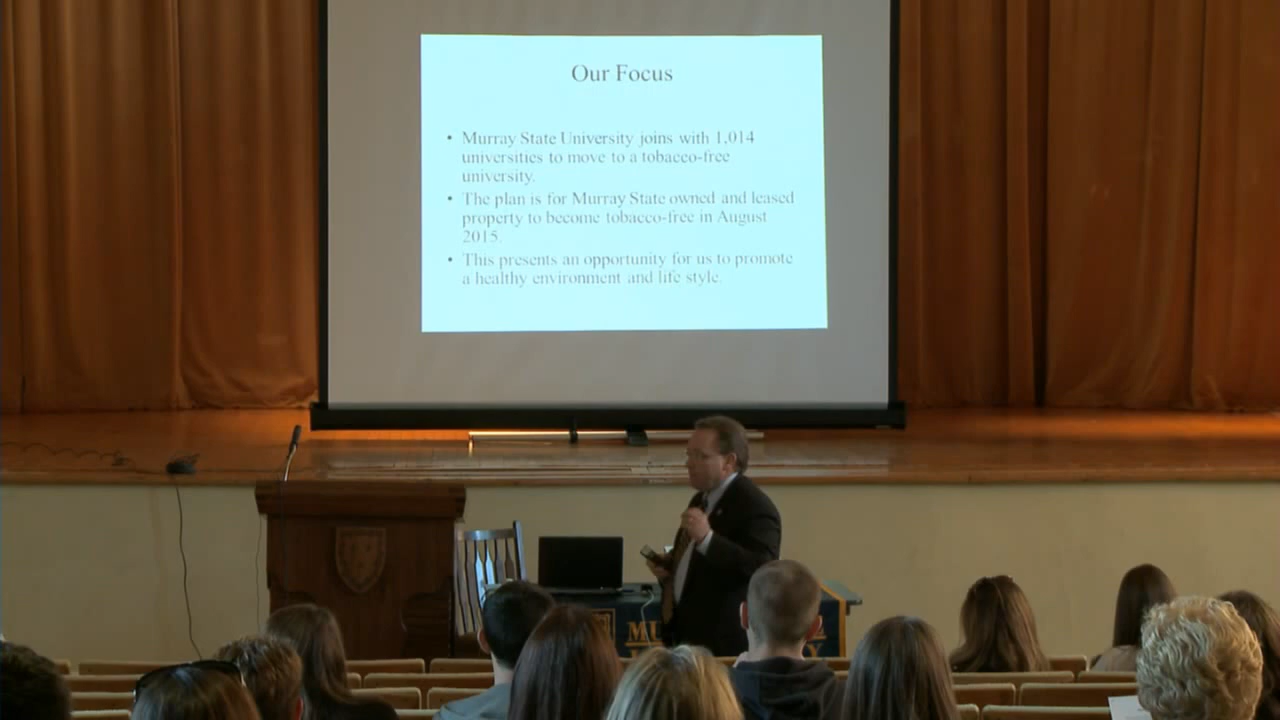 Our Focus
• Murray State University joins with 1,014
universities to move to a tobacco-free
university.
• The plan is for Murray State owned and leased
property to become tobacco-free in August
2015.
• This presents an opportunity for us to promote
a healthy environment and life style.
MU